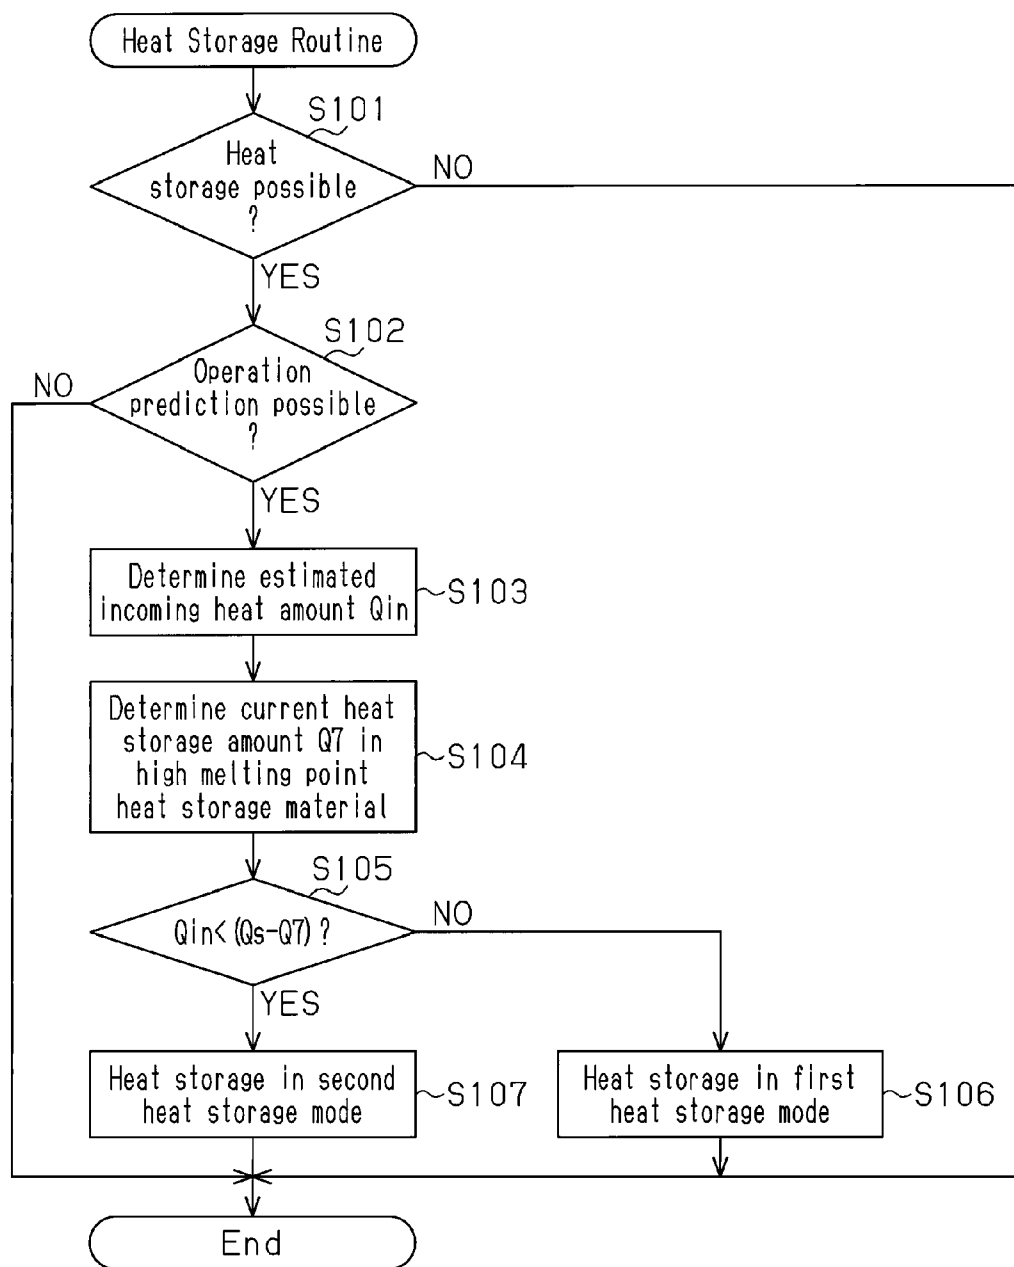 Heat Storage Routine
S101
Heat
storage possible
?
NO
YES
S102
Operation
prediction possible
?
NO
YES
Determine estimated
incoming heat amount Qin
S103
Determine current heat
storage amount Q7 in
high melting point
heat storage material
S104
S105
Qin<(Qs-Q7)?
NO
YES
Heat storage in second
heat storage mode
S107
Heat storage in first
heat storage mode
S106
End